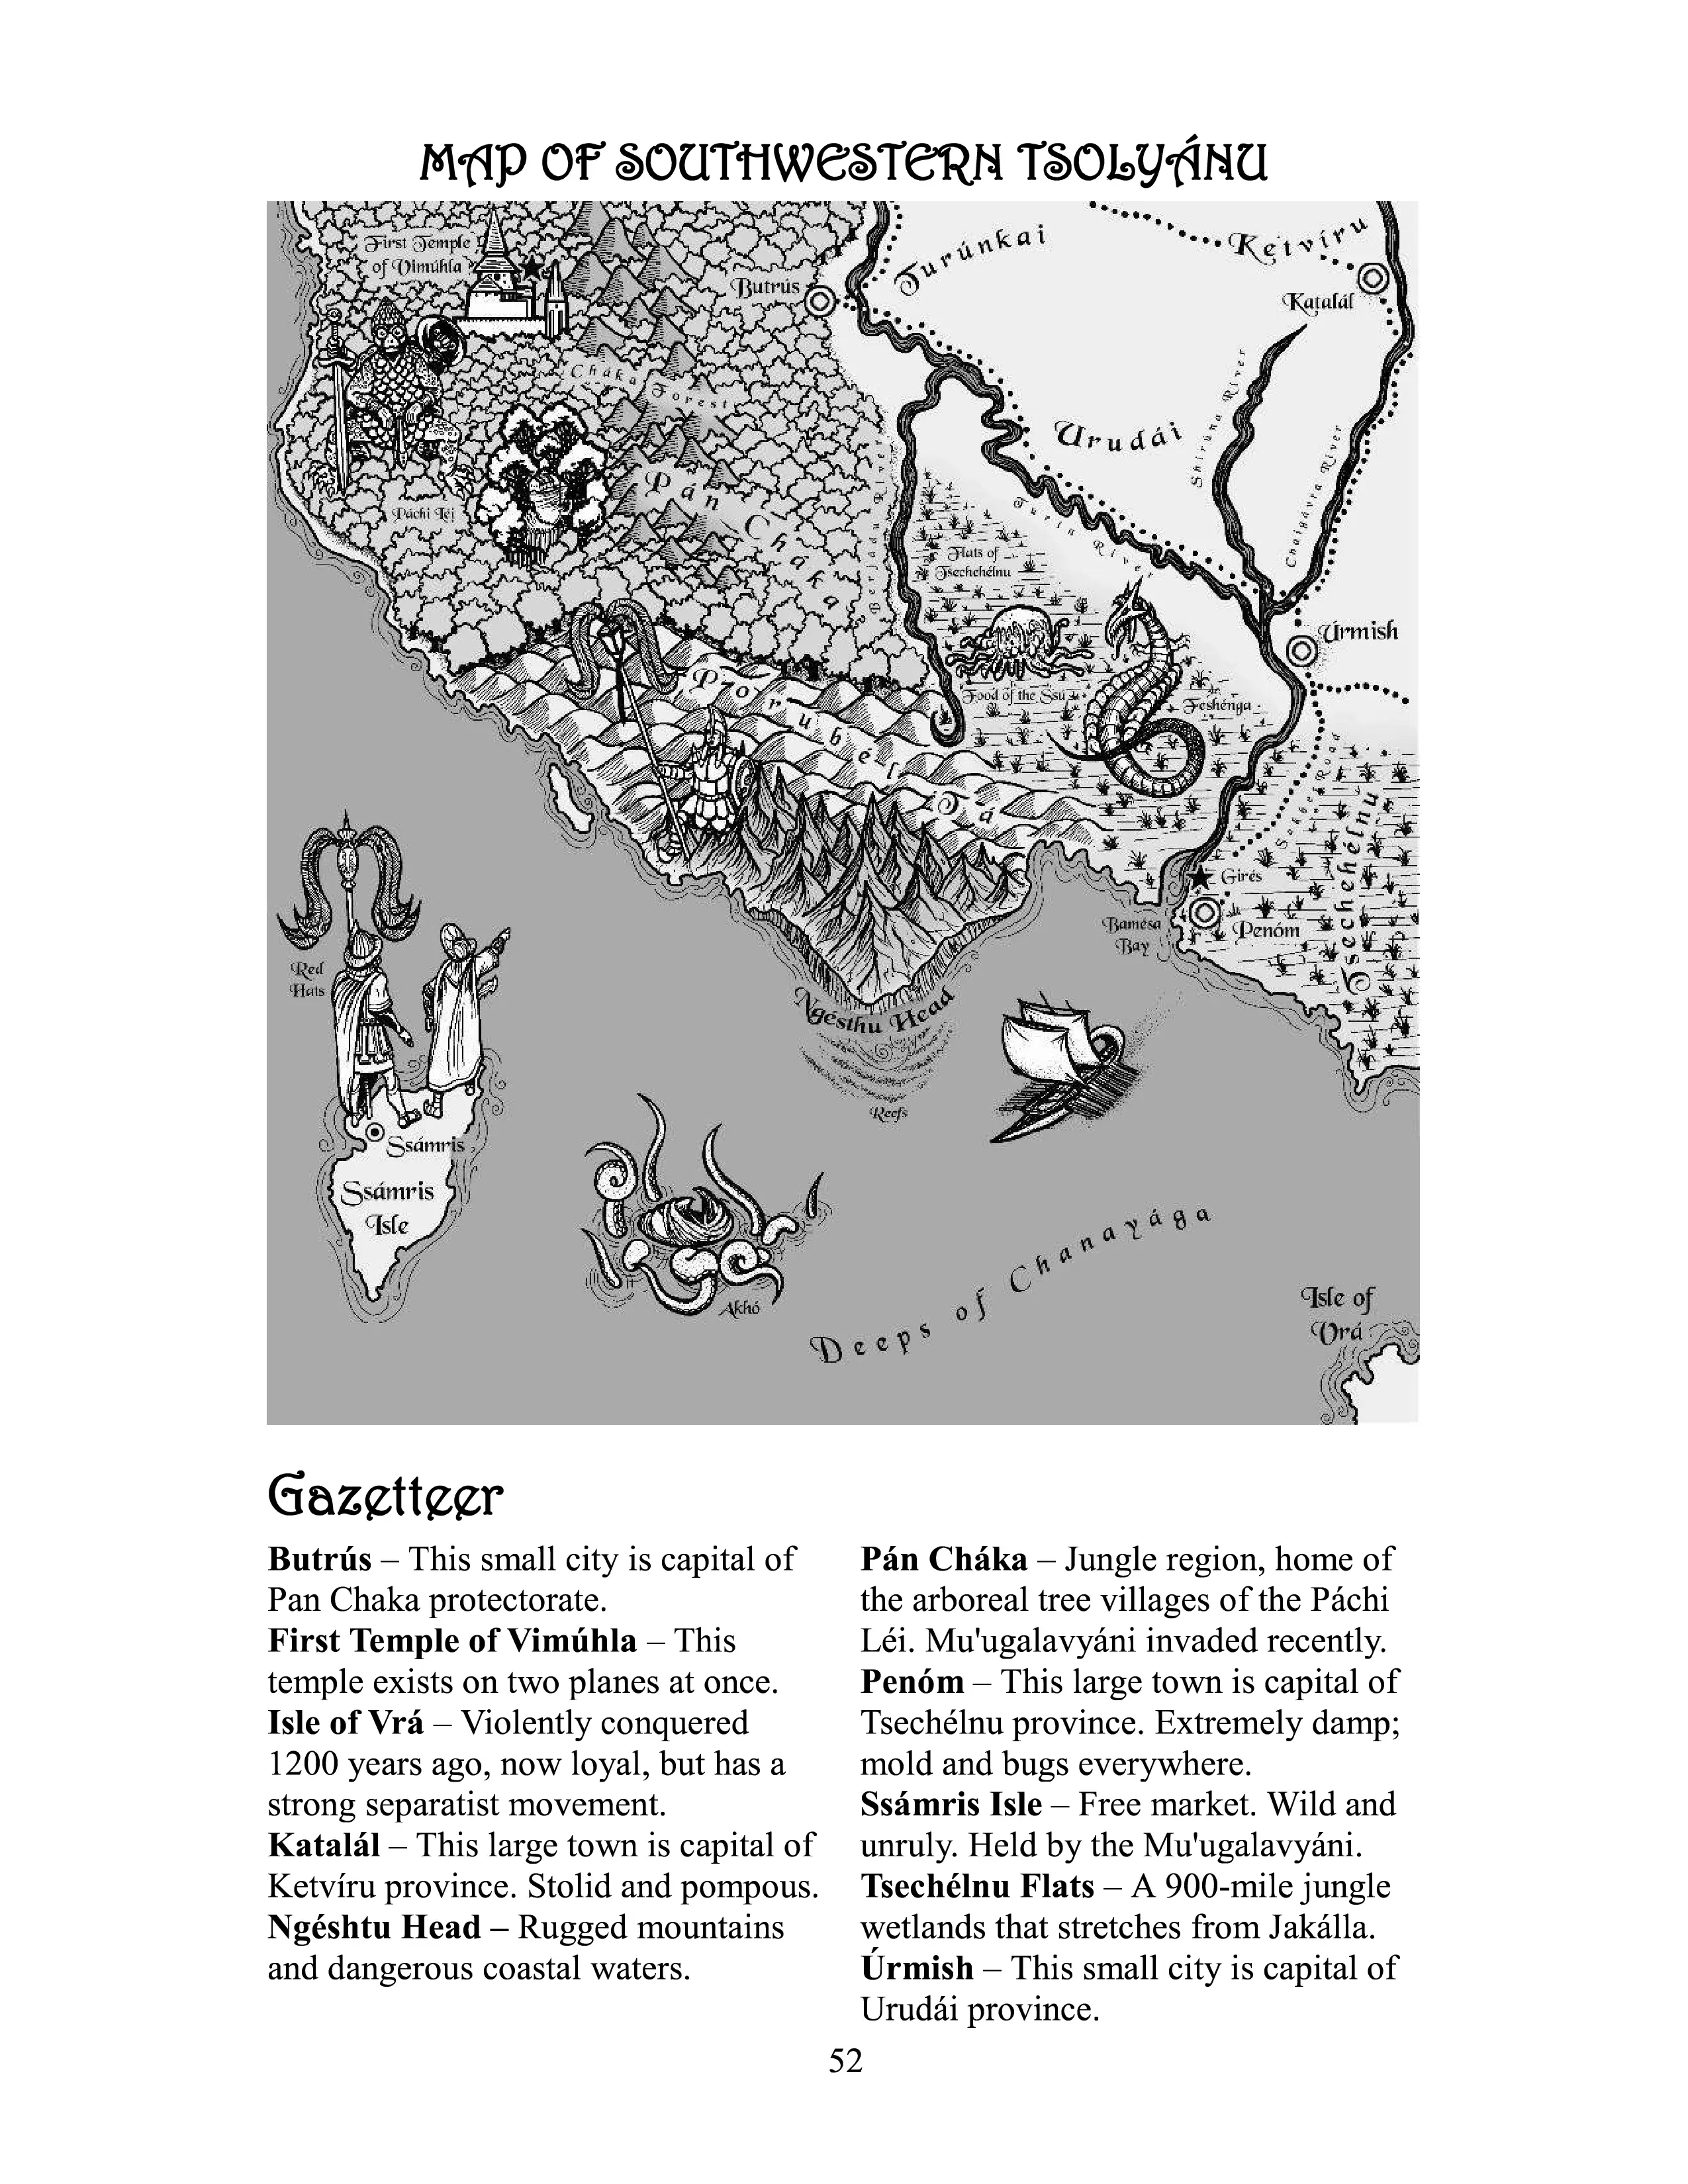 MAP OF SOUTHWESTERN TSOLYÁNU
First Temple
of Vimúhla
Butrús
Turúnkai
Ketvíru
Katalál
Cháka Forest
Urudái
Shirúna River
Chaigávra River
Páchi Léi
Pán Cháka
Berjádu River
Turín River
Flats of
Tsechehélnu
Úrmish
Food of the Ssú
Feshénga
Pzorubél Tá
Sákbe Road
Tsechehélnu
Girés
Bamésa
Bay
Penóm
Red
Hats
Ngésthu Head
Reefs
Ssámris
Ssámris
Isle
Akhó
Deeps of Chanayága
Isle of
Vrá
Gazetteer
Butrús – This small city is capital of
Pan Chaka protectorate.
First Temple of Vimúhla – This
temple exists on two planes at once.
Isle of Vrá – Violently conquered
1200 years ago, now loyal, but has a
strong separatist movement.
Katalál – This large town is capital of
Ketvíru province. Stolid and pompous.
Ngéshtu Head – Rugged mountains
and dangerous coastal waters.
Pán Cháka – Jungle region, home of
the arboreal tree villages of the Páchi
Léi. Mu'ugalavyáni invaded recently.
Penóm – This large town is capital of
Tsechélnu province. Extremely damp;
mold and bugs everywhere.
Ssámris Isle – Free market. Wild and
unruly. Held by the Mu'ugalavyáni.
Tsechélnu Flats – A 900-mile jungle
wetlands that stretches from Jakálla.
Úrmish – This small city is capital of
Urudái province.
52